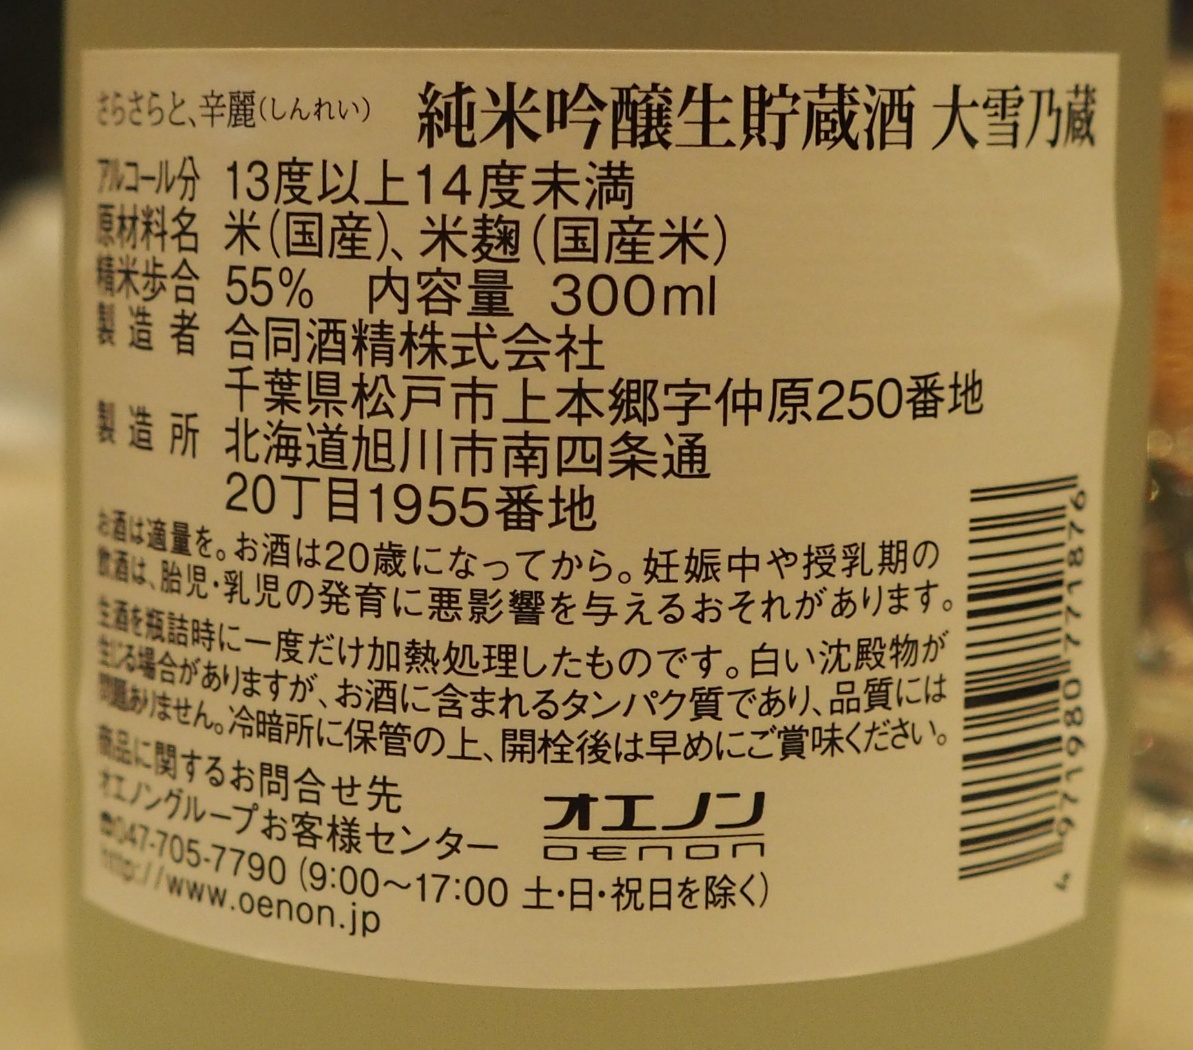 さらさらと、辛麗(しんれい) 純米吟醸生貯蔵酒 大雪乃蔵
アルコール分 13度以上14度未満
原材料名 米(国産)、米麹(国産米)
精米歩合 55% 内容量 300ml
製造者 合同酒精株式会社
千葉県松戸市上本郷字仲原250番地
製造所 北海道旭川市南四条通
20丁目1955番地
お酒は適量を。お酒は20歳になってから。妊娠中や授乳期の
飲酒は、胎児・乳児の発育に悪影響を与えるおそれがあります。
生酒を瓶詰時に一度だけ加熱処理したものです。白い沈殿物が
生じる場合がありますが、お酒に含まれるタンパク質であり、品質には
問題ありません。冷暗所に保管の上、開栓後は早めにご賞味ください。
商品に関するお問合せ先
オエノングループお客様センター
☎047-705-7790 (9:00～17:00 土・日・祝日を除く)
http://www.oenon.jp
オエノン
OENON
4 971980 771876